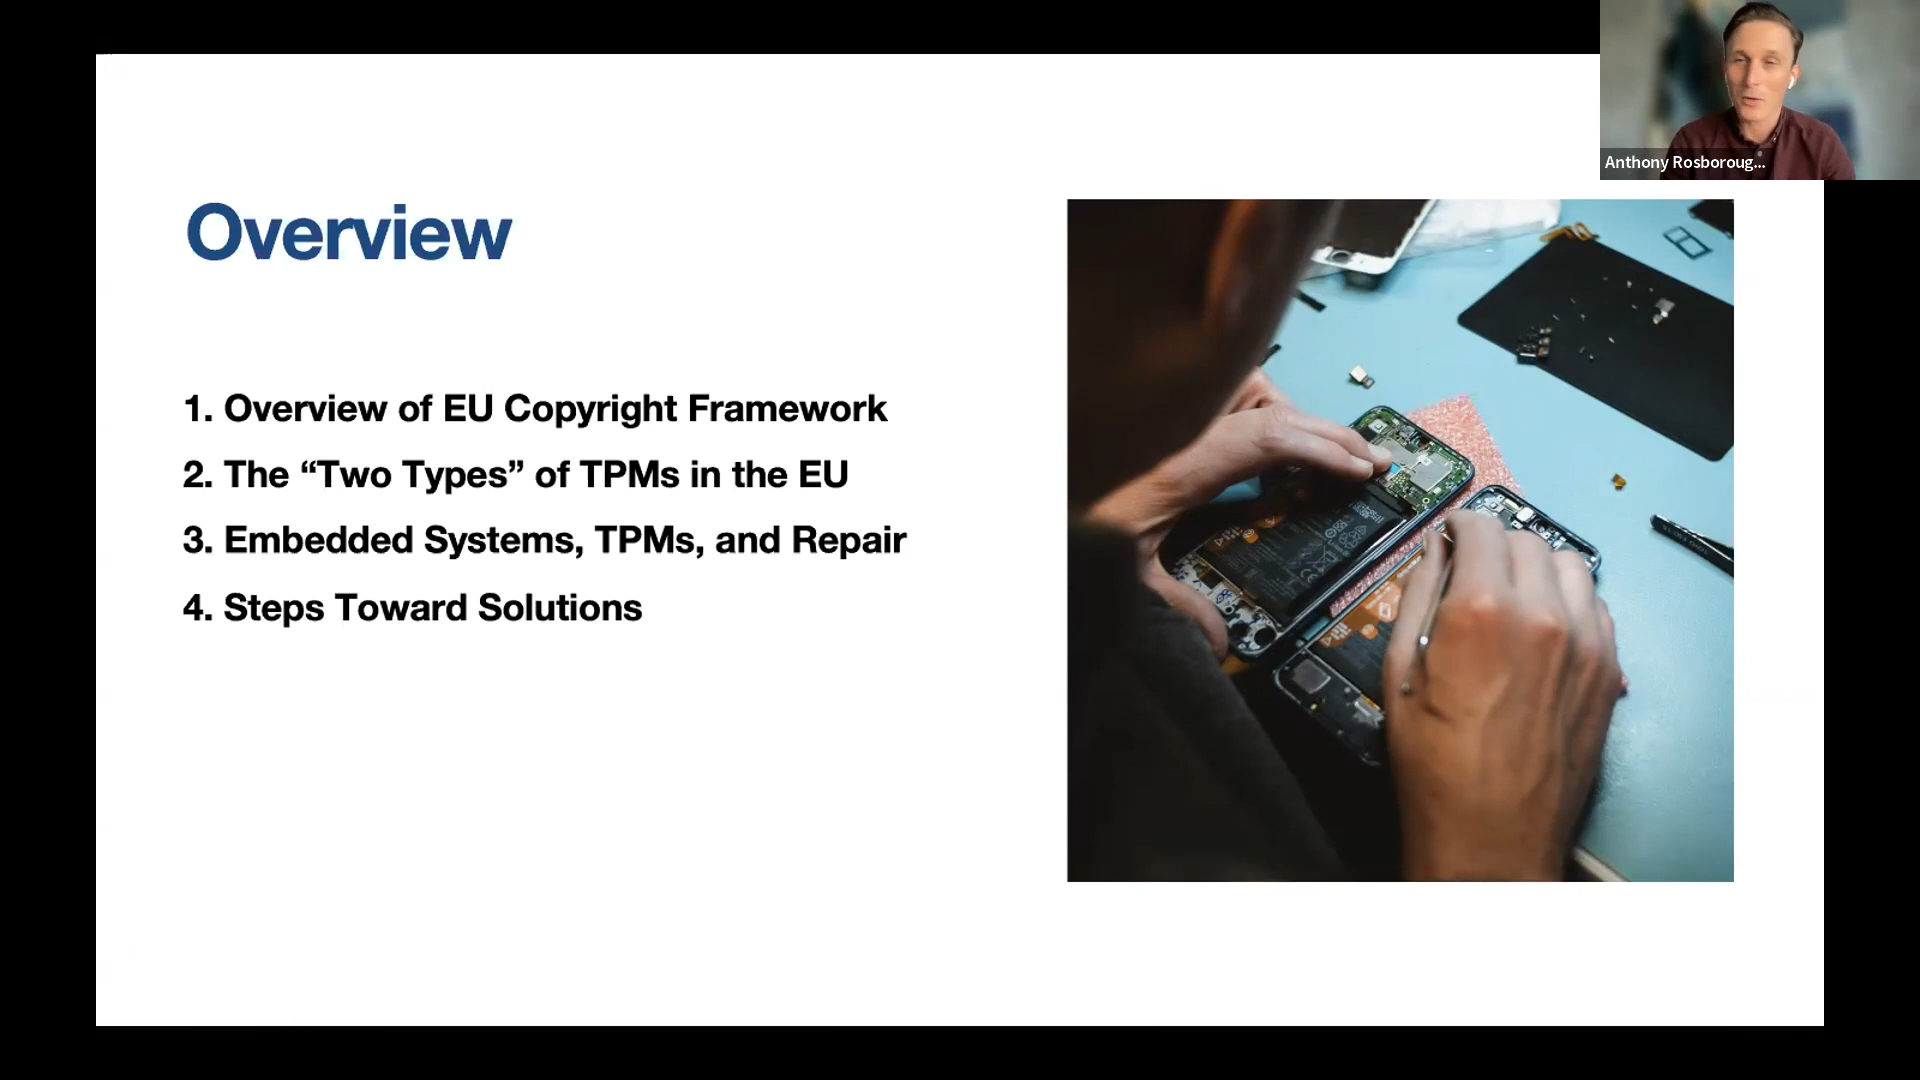 Anthony Rosboroug...
Overview
1. Overview of EU Copyright Framework
2. The “Two Types” of TPMs in the EU
3. Embedded Systems, TPMs, and Repair
4. Steps Toward Solutions